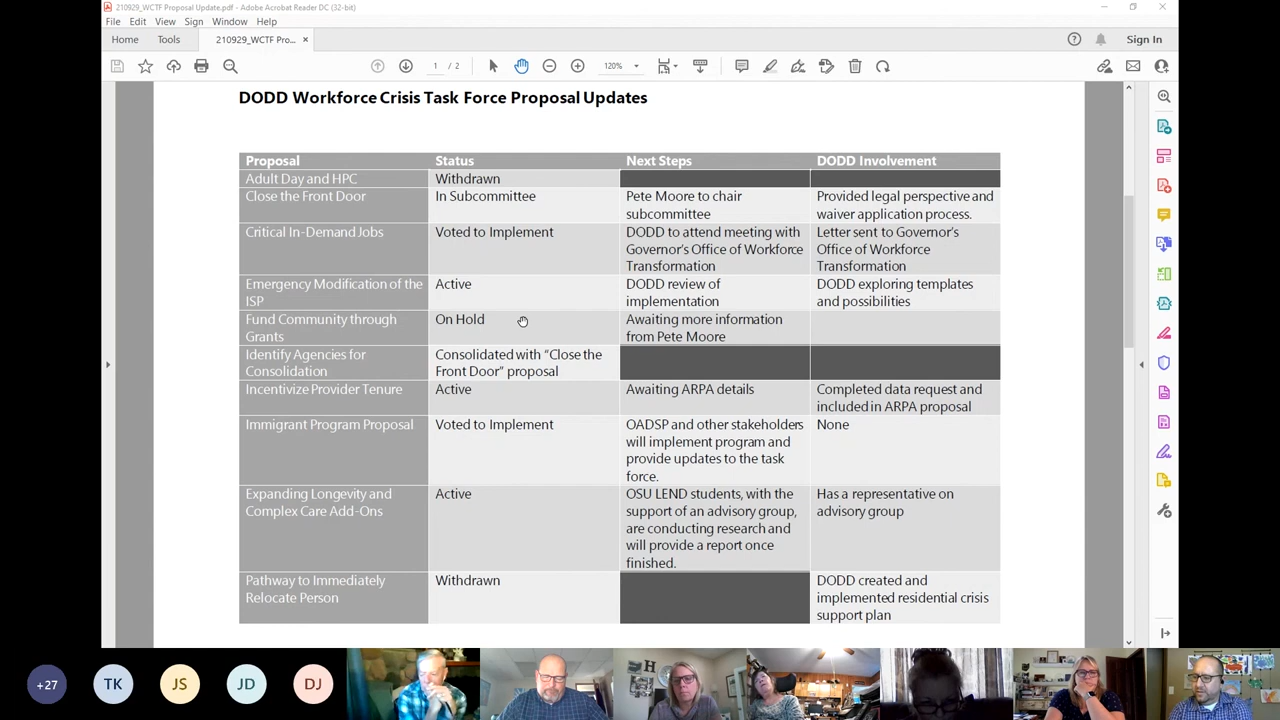 210929_WCTF Proposal Update.pdf - Adobe Acrobat Reader DC (32-bit)
File Edit View Sign Window Help
Home Tools 210929_WCTF Pro... × Sign In
1 / 2 120%
DODD Workforce Crisis Task Force Proposal Updates
Proposal Status Next Steps DODD Involvement
Adult Day and HPC Withdrawn
Close the Front Door In Subcommittee Pete Moore to chair Provided legal perspective and
subcommittee waiver application process.
Critical In-Demand Jobs Voted to Implement DODD to attend meeting with Letter sent to Governor's
Governor's Office of Workforce Office of Workforce
Transformation Transformation
Emergency Modification of the Active DODD review of DODD exploring templates
ISP implementation and possibilities
Fund Community through On Hold Awaiting more information
Grants from Pete Moore
Identify Agencies for Consolidated with “Close the
Consolidation Front Door” proposal
Incentivize Provider Tenure Active Awaiting ARPA details Completed data request and
included in ARPA proposal
Immigrant Program Proposal Voted to Implement OADSP and other stakeholders None
will implement program and
provide updates to the task
force.
Expanding Longevity and Active OSU LEND students, with the Has a representative on
Complex Care Add-Ons support of an advisory group, advisory group
are conducting research and
will provide a report once
finished.
Pathway to Immediately Withdrawn DODD created and
Relocate Person implemented residential crisis
support plan
+27 TK JS JD DJ
H